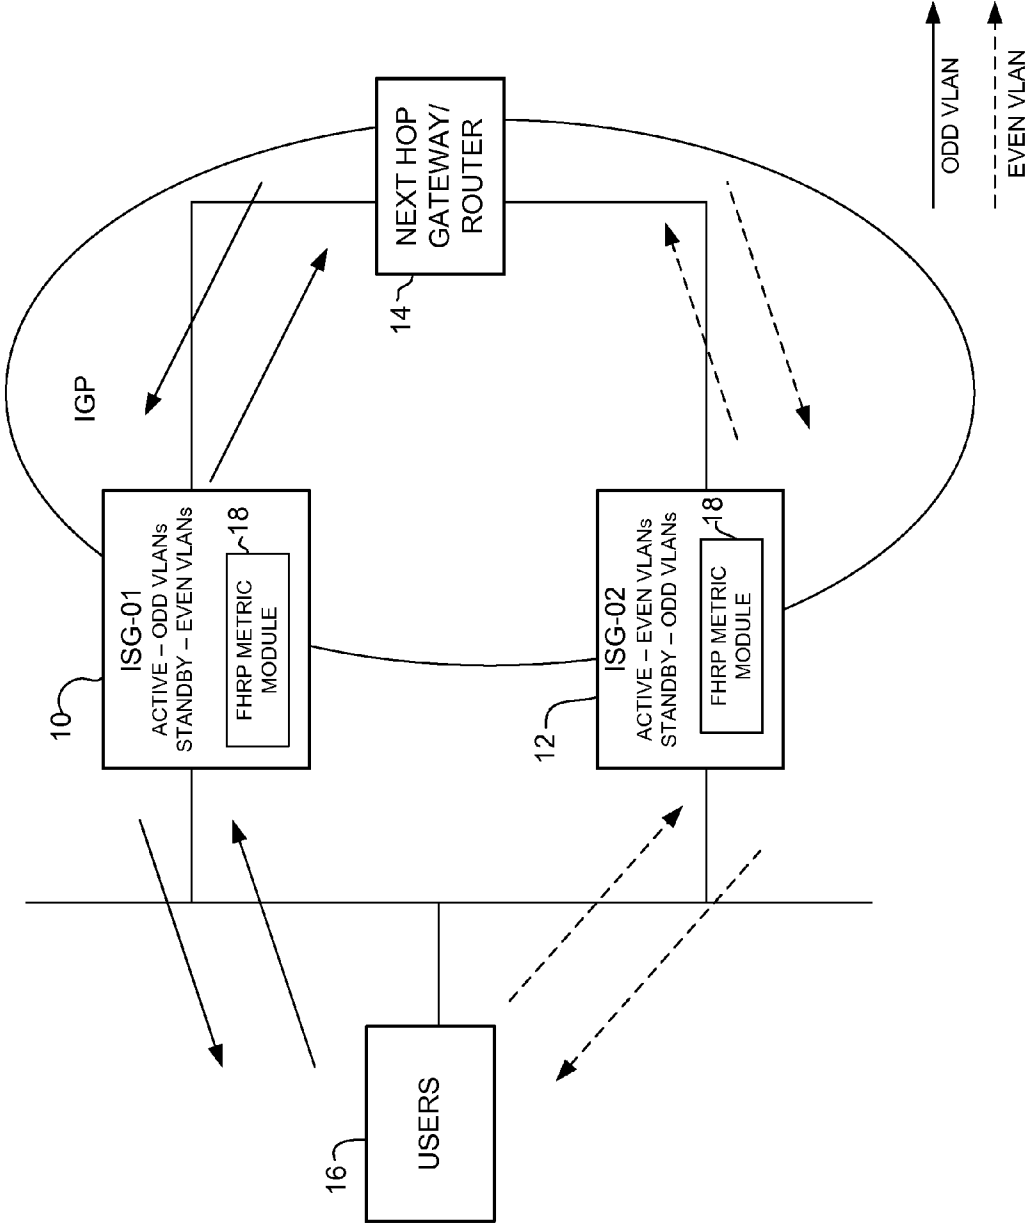 IGP
10
ISG-01
ACTIVE – ODD VLANs
STANDBY – EVEN VLANs
18
FHRP METRIC
MODULE
NEXT HOP
GATEWAY/
ROUTER
14
16
USERS
12
ISG-02
ACTIVE – EVEN VLANs
STANDBY – ODD VLANs
18
FHRP METRIC
MODULE
ODD VLAN
EVEN VLAN